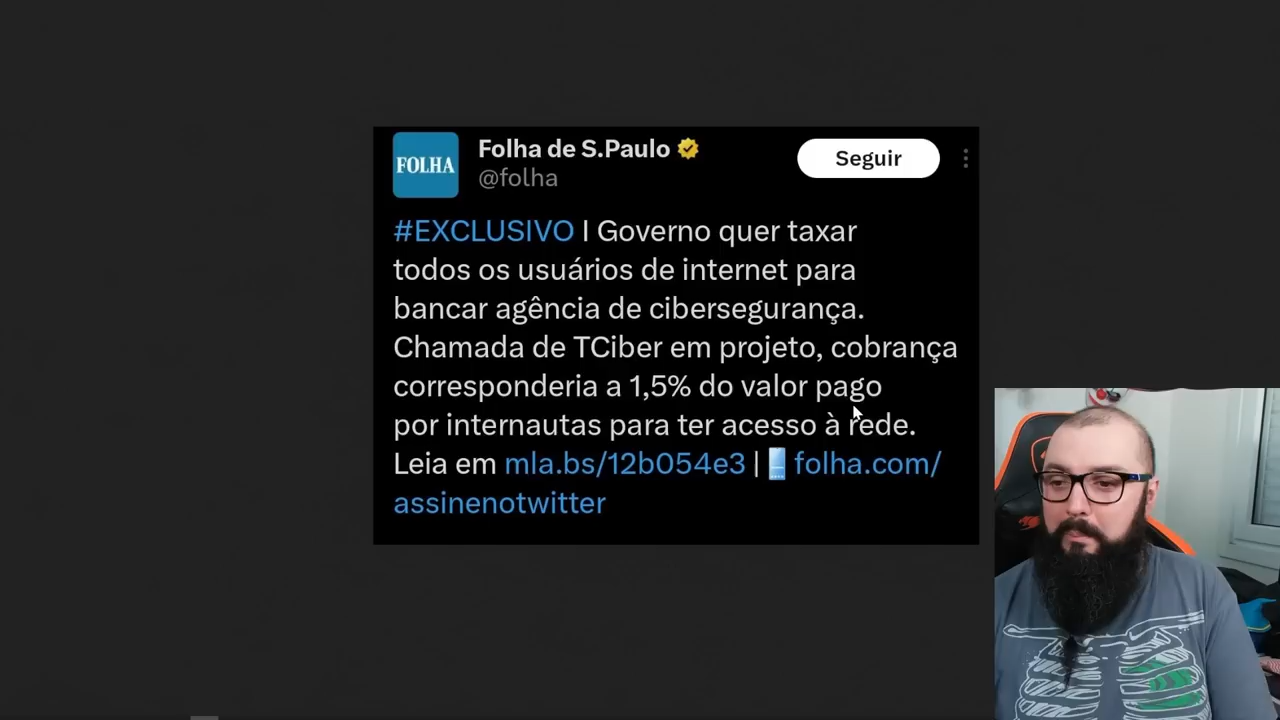 FOLHA
Folha de S.Paulo
@folha
Seguir
#EXCLUSIVO | Governo quer taxar
todos os usuários de internet para
bancar agência de cibersegurança.
Chamada de TCiber em projeto, cobrança
corresponderia a 1,5% do valor pago
por internautas para ter acesso à rede.
Leia em mla.bs/12b054e3 | folha.com/
assinenotwitter